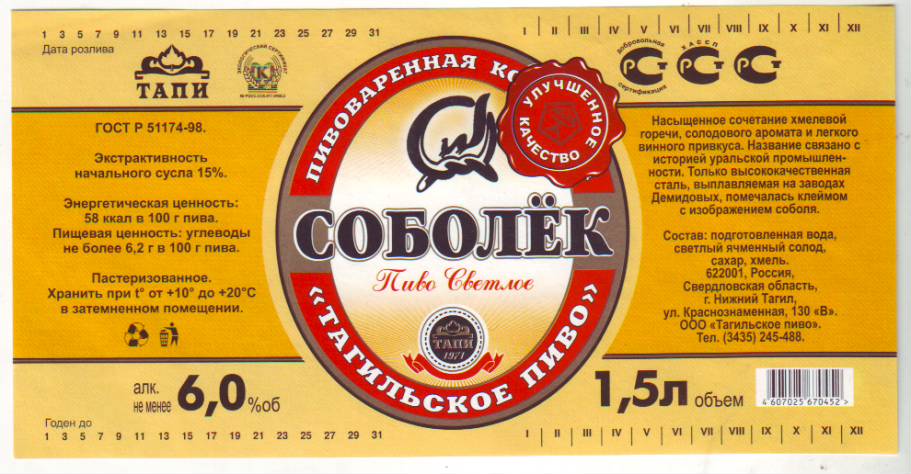 1 3 5 7 9 11 13 15 17 19 21 23 25 27 29 31
Дата розлива
ТАПИ
ЭКОЛОГИЧЕСКИЙ СЕРТИФИКАТ
ГОСТ Р 51174-98.
Экстрактивность
начального сусла 15%.
Энергетическая ценность:
58 ккал в 100 г пива.
Пищевая ценность: углеводы
не более 6,2 г в 100 г пива.
Пастеризованное.
Хранить при t° от +10° до +20°С
в затемненном помещении.
алк.
не менее 6,0 %об
Годен до
1 3 5 7 9 11 13 15 17 19 21 23 25 27 29 31
ПИВОВАРЕННАЯ
УЛУЧШЕННОЕ
КАЧЕСТВО
СОБОЛЁК
Пиво Светлое
ТАПИ
1971
«ТАГИЛЬСКОЕ ПИВО»
I II III IV V VI VII VIII IX X XI XII
добровольная
сертификация
ХАССП
Насыщенное сочетание хмелевой
горечи, солодового аромата и легкого
винного привкуса. Название связано с
историей уральской промышлен-
ности. Только высококачественная
сталь, выплавляемая на заводах
Демидовых, помечалась клеймом
с изображением соболя.
Состав: подготовленная вода,
светлый ячменный солод,
сахар, хмель.
622001, Россия,
Свердловская область,
г. Нижний Тагил,
ул. Краснознаменная, 130 «В».
ООО «Тагильское пиво».
Тел. (3435) 245-488.
1,5л объем
4 607025 670452 >
I II III IV V VI VII VIII IX X XI XII